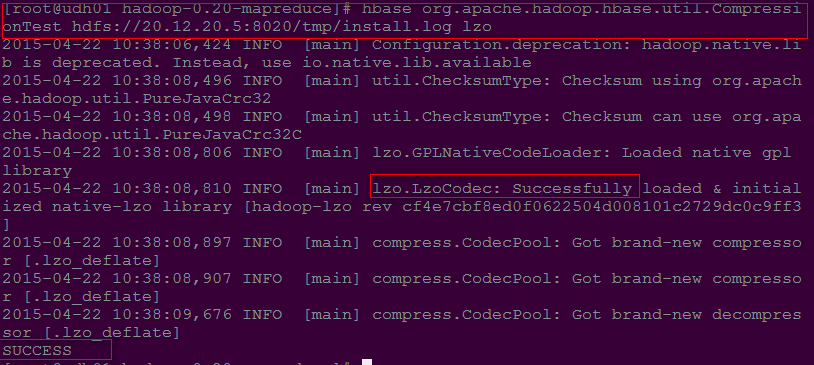 [root@udh01 hadoop-0.20-mapreduce]# hbase org.apache.hadoop.hbase.util.Compressi
onTest hdfs://20.12.20.5:8020/tmp/install.log lzo
2015-04-22 10:38:06,424 INFO  [main] Configuration.deprecation: hadoop.native.li
b is deprecated. Instead, use io.native.lib.available
2015-04-22 10:38:08,496 INFO  [main] util.ChecksumType: Checksum using org.apach
e.hadoop.util.PureJavaCrc32
2015-04-22 10:38:08,498 INFO  [main] util.ChecksumType: Checksum can use org.apa
che.hadoop.util.PureJavaCrc32C
2015-04-22 10:38:08,806 INFO  [main] lzo.GPLNativeCodeLoader: Loaded native gpl
library
2015-04-22 10:38:08,810 INFO  [main] lzo.LzoCodec: Successfully loaded & initial
ized native-lzo library [hadoop-lzo rev cf4e7cbf8ed0f0622504d008101c2729dc0c9ff3
]
2015-04-22 10:38:08,897 INFO  [main] compress.CodecPool: Got brand-new compresso
r [.lzo_deflate]
2015-04-22 10:38:08,907 INFO  [main] compress.CodecPool: Got brand-new compresso
r [.lzo_deflate]
2015-04-22 10:38:09,676 INFO  [main] compress.CodecPool: Got brand-new decompres
sor [.lzo_deflate]
SUCCESS